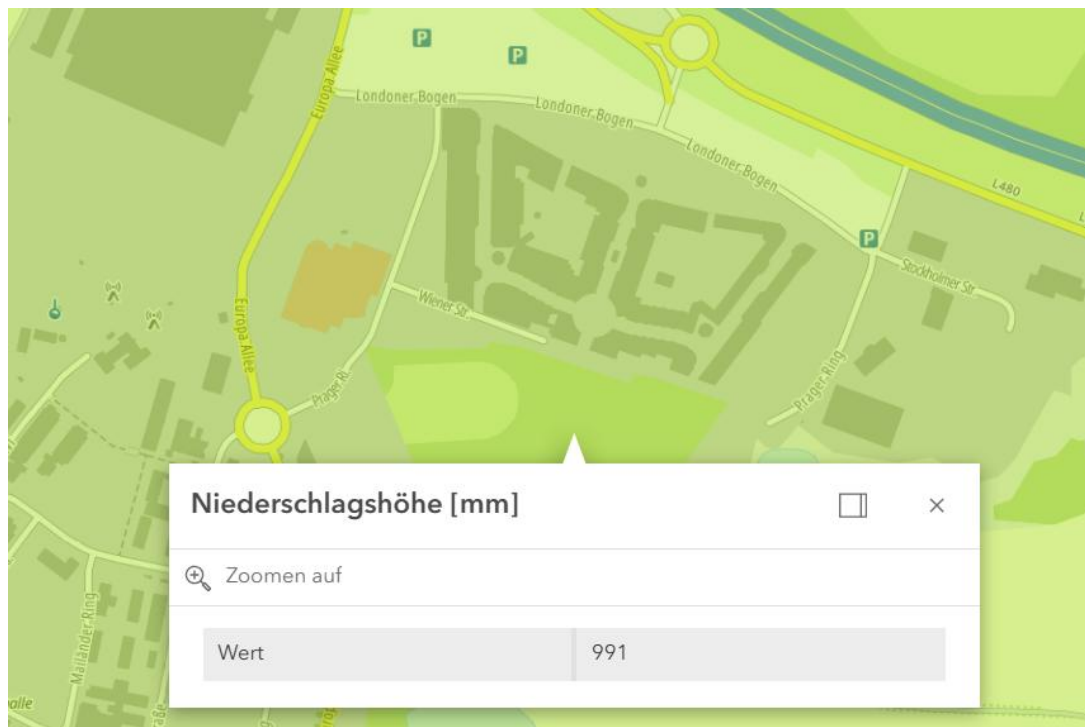 P
P
Europa Allee
Londoner Bogen
Londoner Bogen
Londoner Bogen
L480
P
Stockholmer Str
Wiener Str.
Europa Allee
Prager Ri
Prager Ring
Niederschlagshöhe [mm]
Zoomen auf
Wert 991
Mailänder Ring